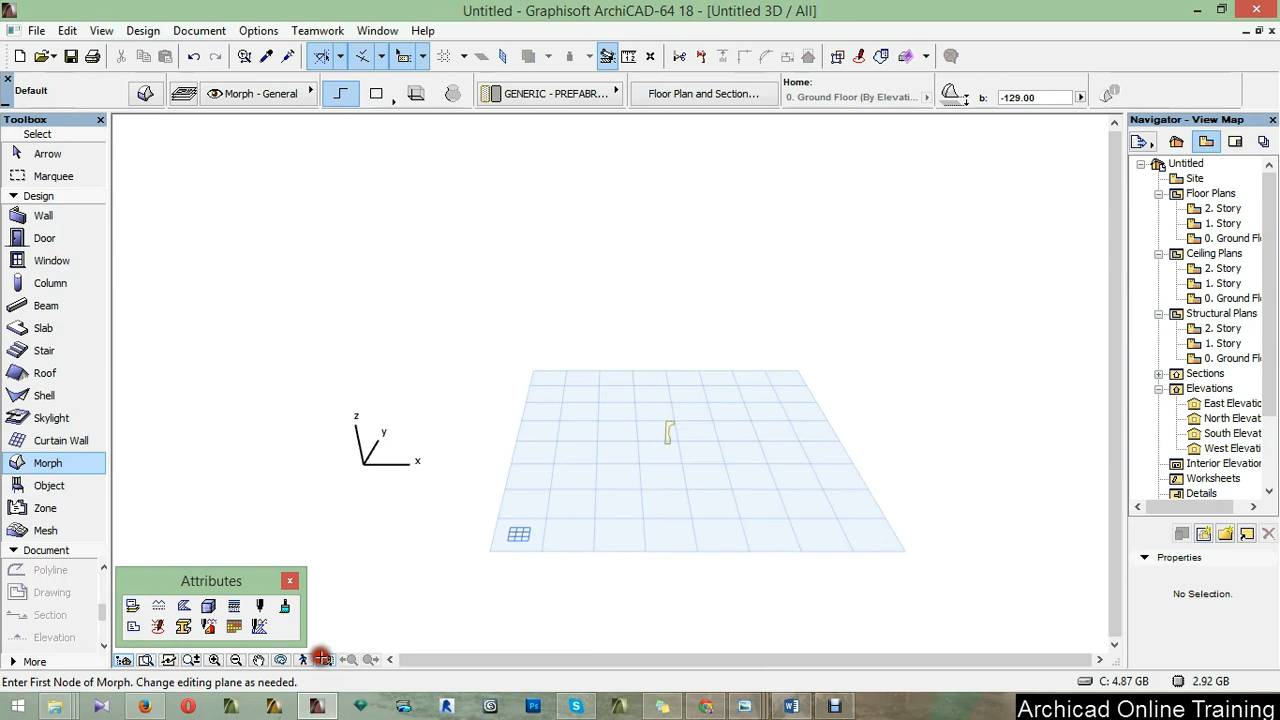 Untitled - Graphisoft ArchiCAD-64 18 - [Untitled 3D / All]
File Edit View Design Document Options Teamwork Window Help
Default
Morph - General
GENERIC - PREFABR...
Floor Plan and Section...
Home:
0. Ground Floor (By Elevati...
b: -129.00
Toolbox
Select
Arrow
Marquee
Design
Wall
Door
Window
Column
Beam
Slab
Stair
Roof
Shell
Skylight
Curtain Wall
Morph
Object
Zone
Mesh
Document
Polyline
Drawing
Section
Elevation
More
z
y
x
Attributes
Navigator - View Map
Untitled
Site
Floor Plans
2. Story
1. Story
0. Ground Fl
Ceiling Plans
2. Story
1. Story
0. Ground Fl
Structural Plans
2. Story
1. Story
0. Ground Fl
Sections
Elevations
East Elevatio
North Elevat
South Elevat
West Elevati
Interior Elevation
Worksheets
Details
Properties
No Selection.
Enter First Node of Morph. Change editing plane as needed.
C: 4.87 GB
2.92 GB
Archicad Online Training